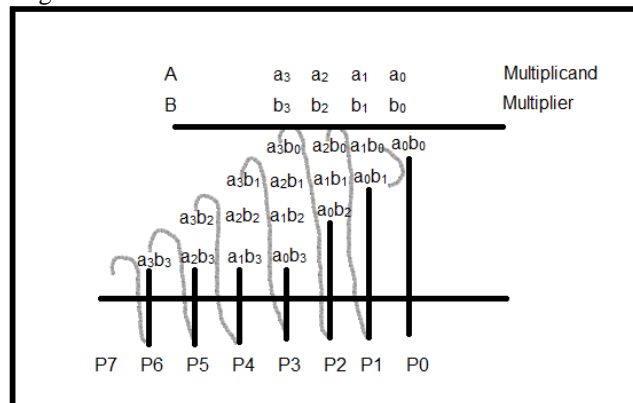 A a₃ a₂ a₁ a₀ Multiplicand
B b₃ b₂ b₁ b₀ Multiplier
a₃b₀ a₂b₀ a₁b₀ a₀b₀
a₃b₁ a₂b₁ a₁b₁ a₀b₁
a₃b₂ a₂b₂ a₁b₂ a₀b₂
a₃b₃ a₂b₃ a₁b₃ a₀b₃
P7 P6 P5 P4 P3 P2 P1 P0